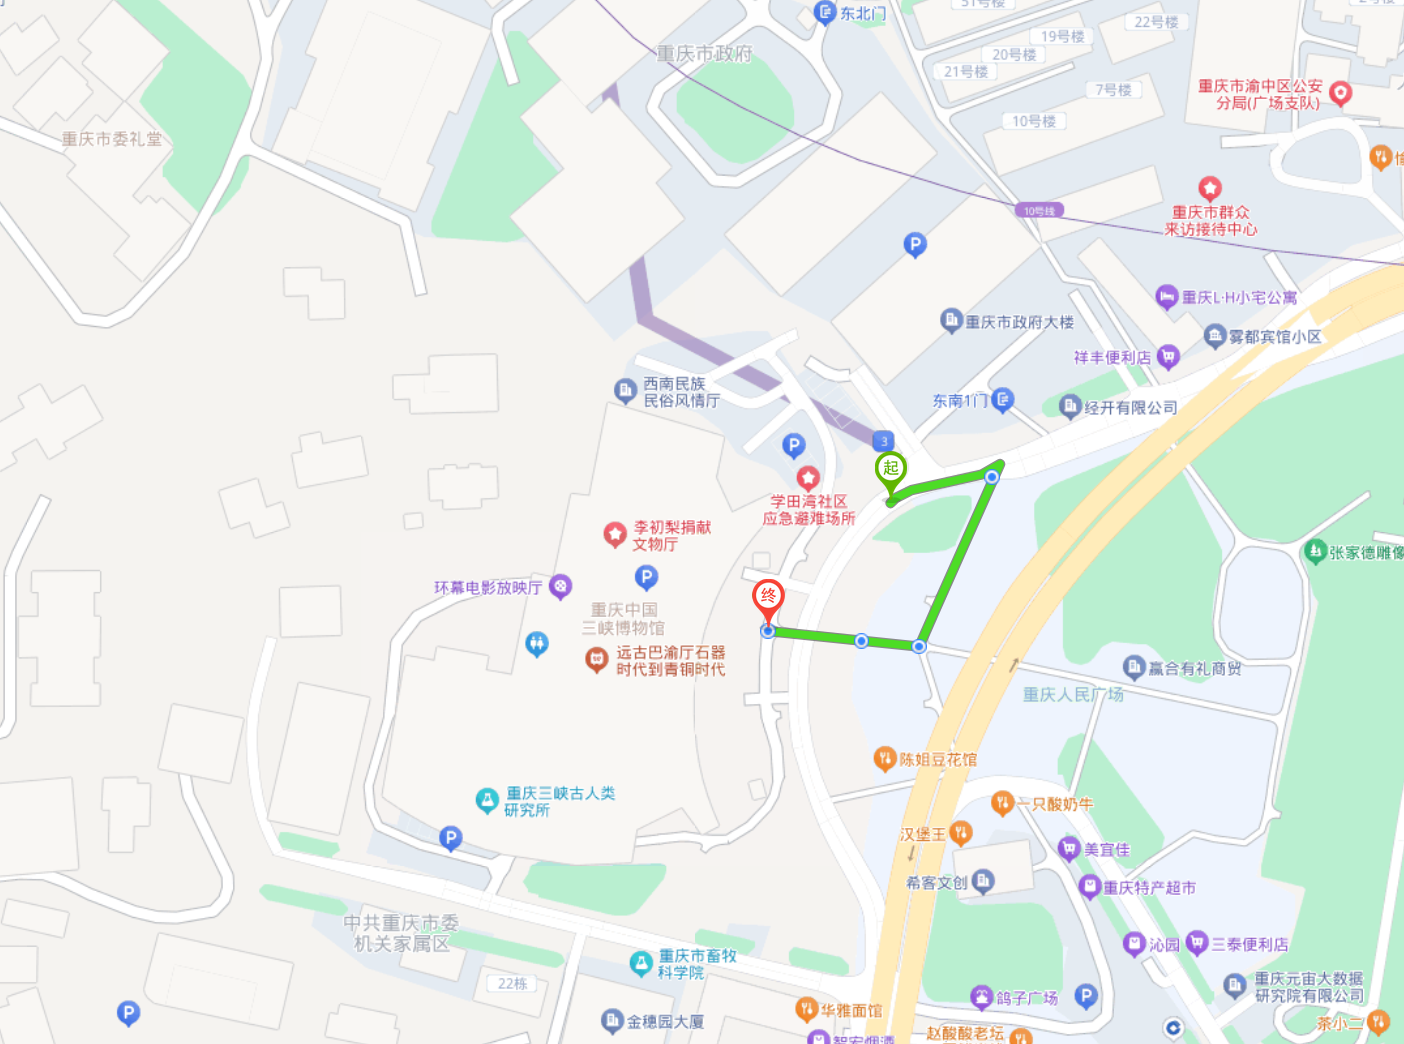 51号楼
东北门
22号楼
19号楼
重庆市政府
20号楼
21号楼
重庆市渝中区公安
分局(广场支队)
7号楼
10号楼
重庆市委礼堂
10号线
重庆市群众
来访接待中心
重庆L·H小宅公寓
重庆市政府大楼
雾都宾馆小区
祥丰便利店
西南民族
民俗风情厅
东南1门
经开有限公司
3
起
学田湾社区
应急避难场所
李初梨捐献
文物厅
张家德雕像
环幕电影放映厅
终
重庆中国
三峡博物馆
远古巴渝厅石器
时代到青铜时代
赢合有礼商贸
重庆人民广场
陈姐豆花馆
重庆三峡古人类
研究所
一只酸奶牛
汉堡王
美宜佳
希客文创
重庆特产超市
中共重庆市委
机关家属区
沁园
三泰便利店
重庆市畜牧
科学院
22栋
重庆元宙大数据
研究院有限公司
鸽子广场
华雅面馆
金穗园大厦
茶小二
赵酸酸老坛
智宏烟酒